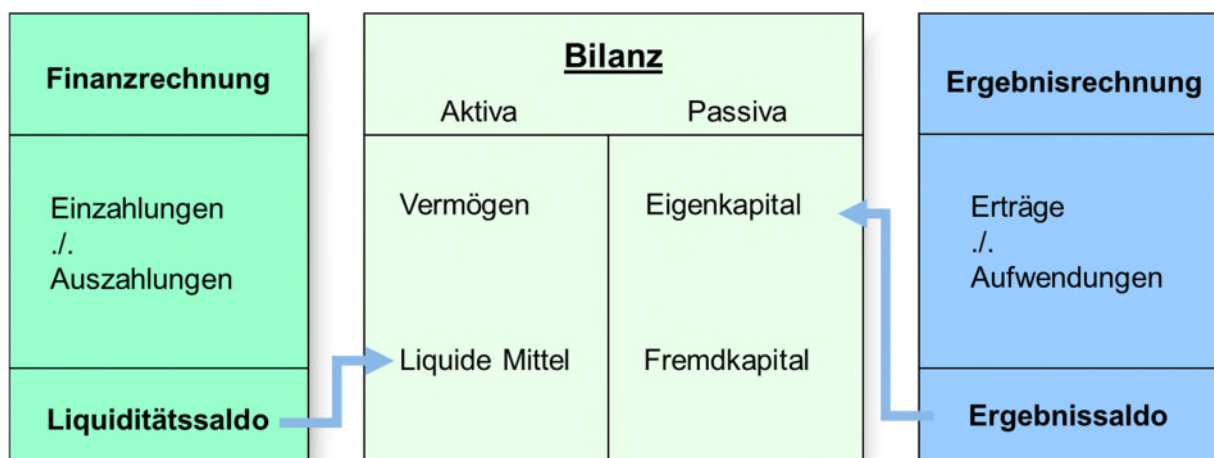 Finanzrechnung
Einzahlungen
./.
Auszahlungen
Liquiditätssaldo
Bilanz
Aktiva Passiva
Vermögen Eigenkapital
Liquide Mittel Fremdkapital
Ergebnisrechnung
Erträge
./.
Aufwendungen
Ergebnissaldo